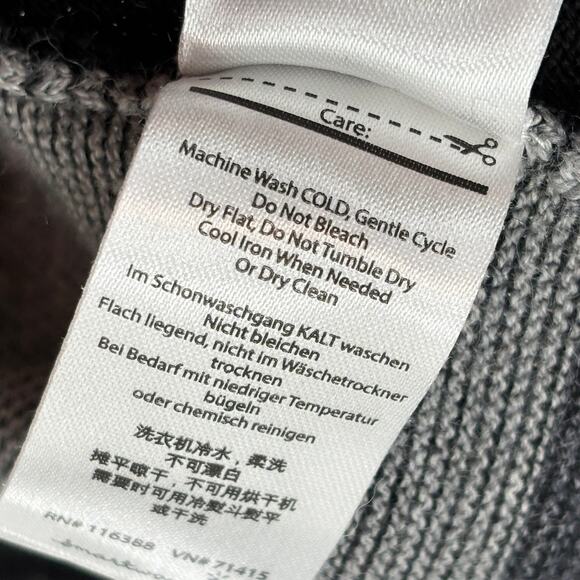 Care:
Machine Wash COLD, Gentle Cycle
Do Not Bleach
Dry Flat, Do Not Tumble Dry
Cool Iron When Needed
Or Dry Clean
Im Schonwaschgang KALT waschen
Nicht bleichen
Flach liegend, nicht im Wäschetrockner
trocknen
Bei Bedarf mit niedriger Temperatur
bügeln
oder chemisch reinigen
洗衣机冷水，柔洗
不可漂白
摊平晾干，不可用烘干机
需要时可用冷熨斗熨平
或干洗
RN# 116388 VN# 71415